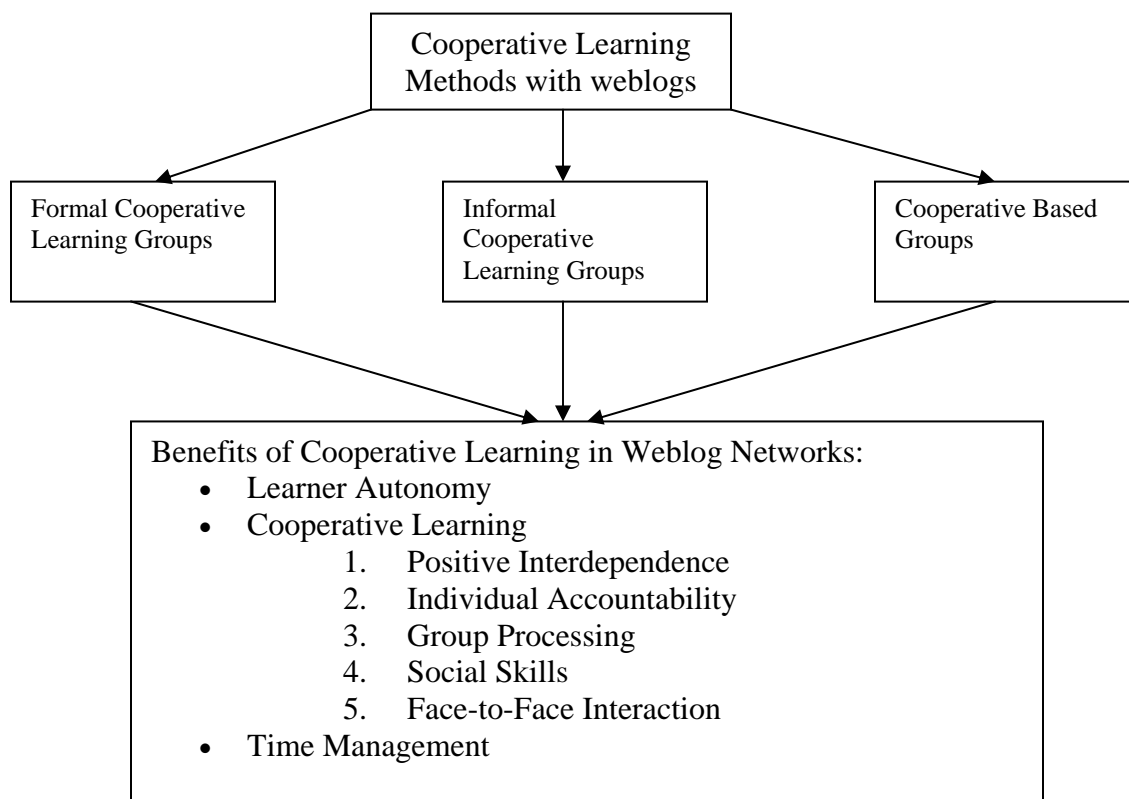 Cooperative Learning
Methods with weblogs
Formal Cooperative
Learning Groups
Informal
Cooperative
Learning Groups
Cooperative Based
Groups
Benefits of Cooperative Learning in Weblog Networks:
• Learner Autonomy
• Cooperative Learning
1. Positive Interdependence
2. Individual Accountability
3. Group Processing
4. Social Skills
5. Face-to-Face Interaction
• Time Management